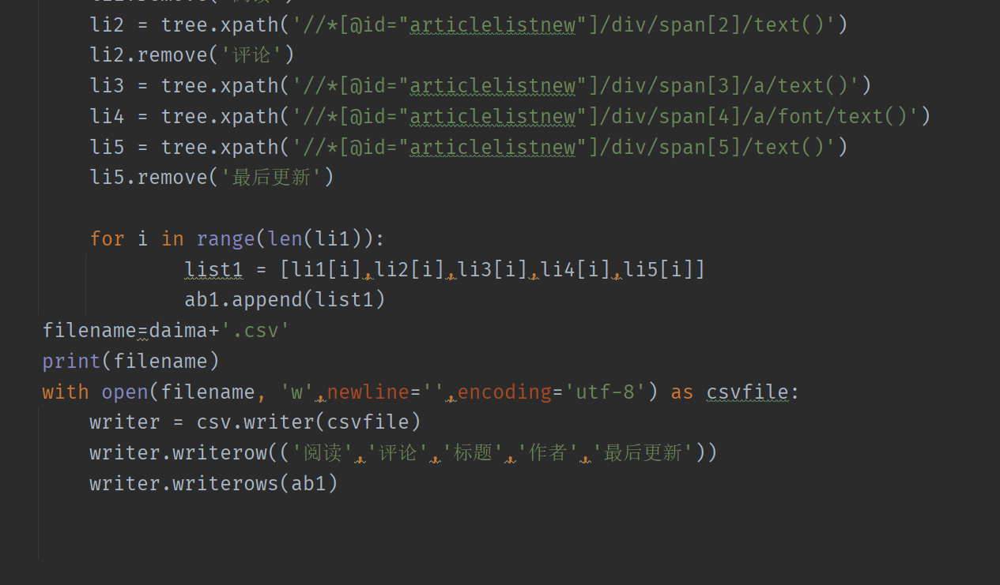 li2 = tree.xpath('//*[@id="articlelistnew"]/div/span[2]/text()')
li2.remove('评论')
li3 = tree.xpath('//*[@id="articlelistnew"]/div/span[3]/a/text()')
li4 = tree.xpath('//*[@id="articlelistnew"]/div/span[4]/a/font/text()')
li5 = tree.xpath('//*[@id="articlelistnew"]/div/span[5]/text()')
li5.remove('最后更新')
for i in range(len(li1)):
list1 = [li1[i],li2[i],li3[i],li4[i],li5[i]]
ab1.append(list1)
filename=daima+'.csv'
print(filename)
with open(filename, 'w',newline='',encoding='utf-8') as csvfile:
writer = csv.writer(csvfile)
writer.writerow(('阅读','评论','标题','作者','最后更新'))
writer.writerows(ab1)